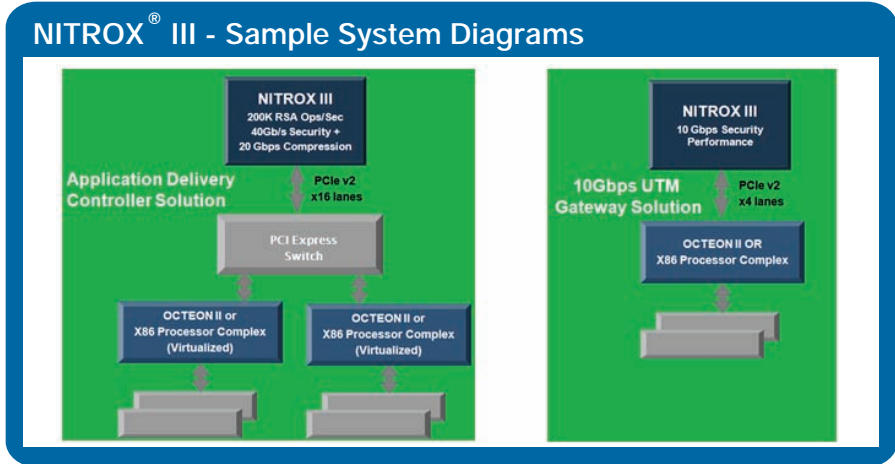 NITROX® III - Sample System Diagrams
NITROX III
200K RSA Ops/Sec
40Gb/s Security +
20 Gbps Compression
Application Delivery
Controller Solution
PCIe v2
x16 lanes
PCI Express
Switch
OCTEON II or
X86 Processor Complex
(Virtualized)
OCTEON II or
X86 Processor Complex
(Virtualized)
NITROX III
10 Gbps Security
Performance
10Gbps UTM
Gateway Solution
PCIe v2
x4 lanes
OCTEON II OR
X86 Processor Complex